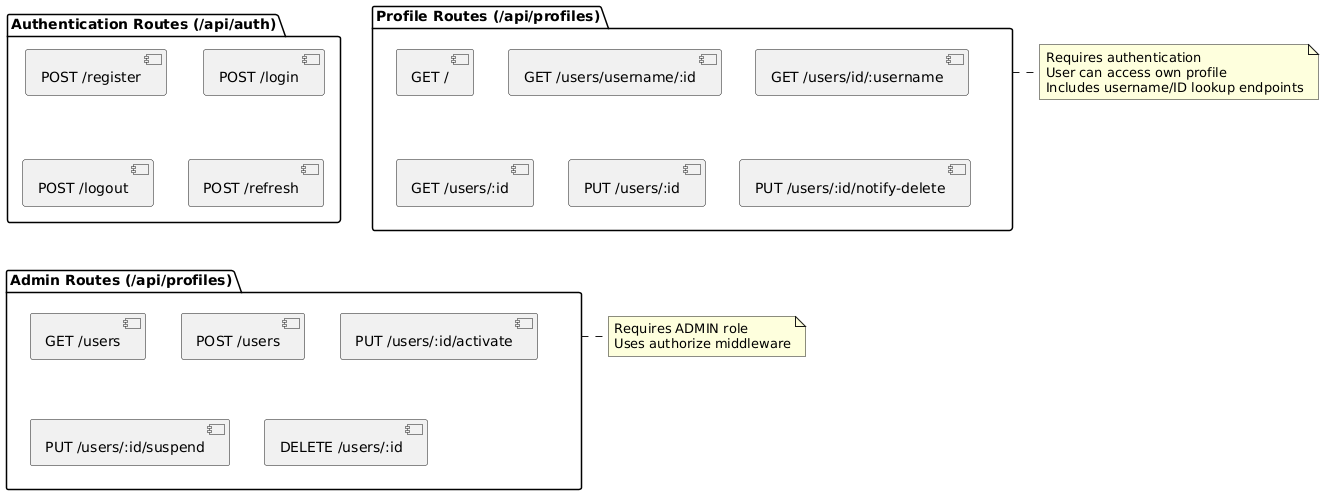 Authentication Routes (/api/auth)
POST /register
POST /login
POST /logout
POST /refresh
Profile Routes (/api/profiles)
GET /
GET /users/username/:id
GET /users/id/:username
GET /users/:id
PUT /users/:id
PUT /users/:id/notify-delete
Requires authentication
User can access own profile
Includes username/ID lookup endpoints
Admin Routes (/api/profiles)
GET /users
POST /users
PUT /users/:id/activate
PUT /users/:id/suspend
DELETE /users/:id
Requires ADMIN role
Uses authorize middleware